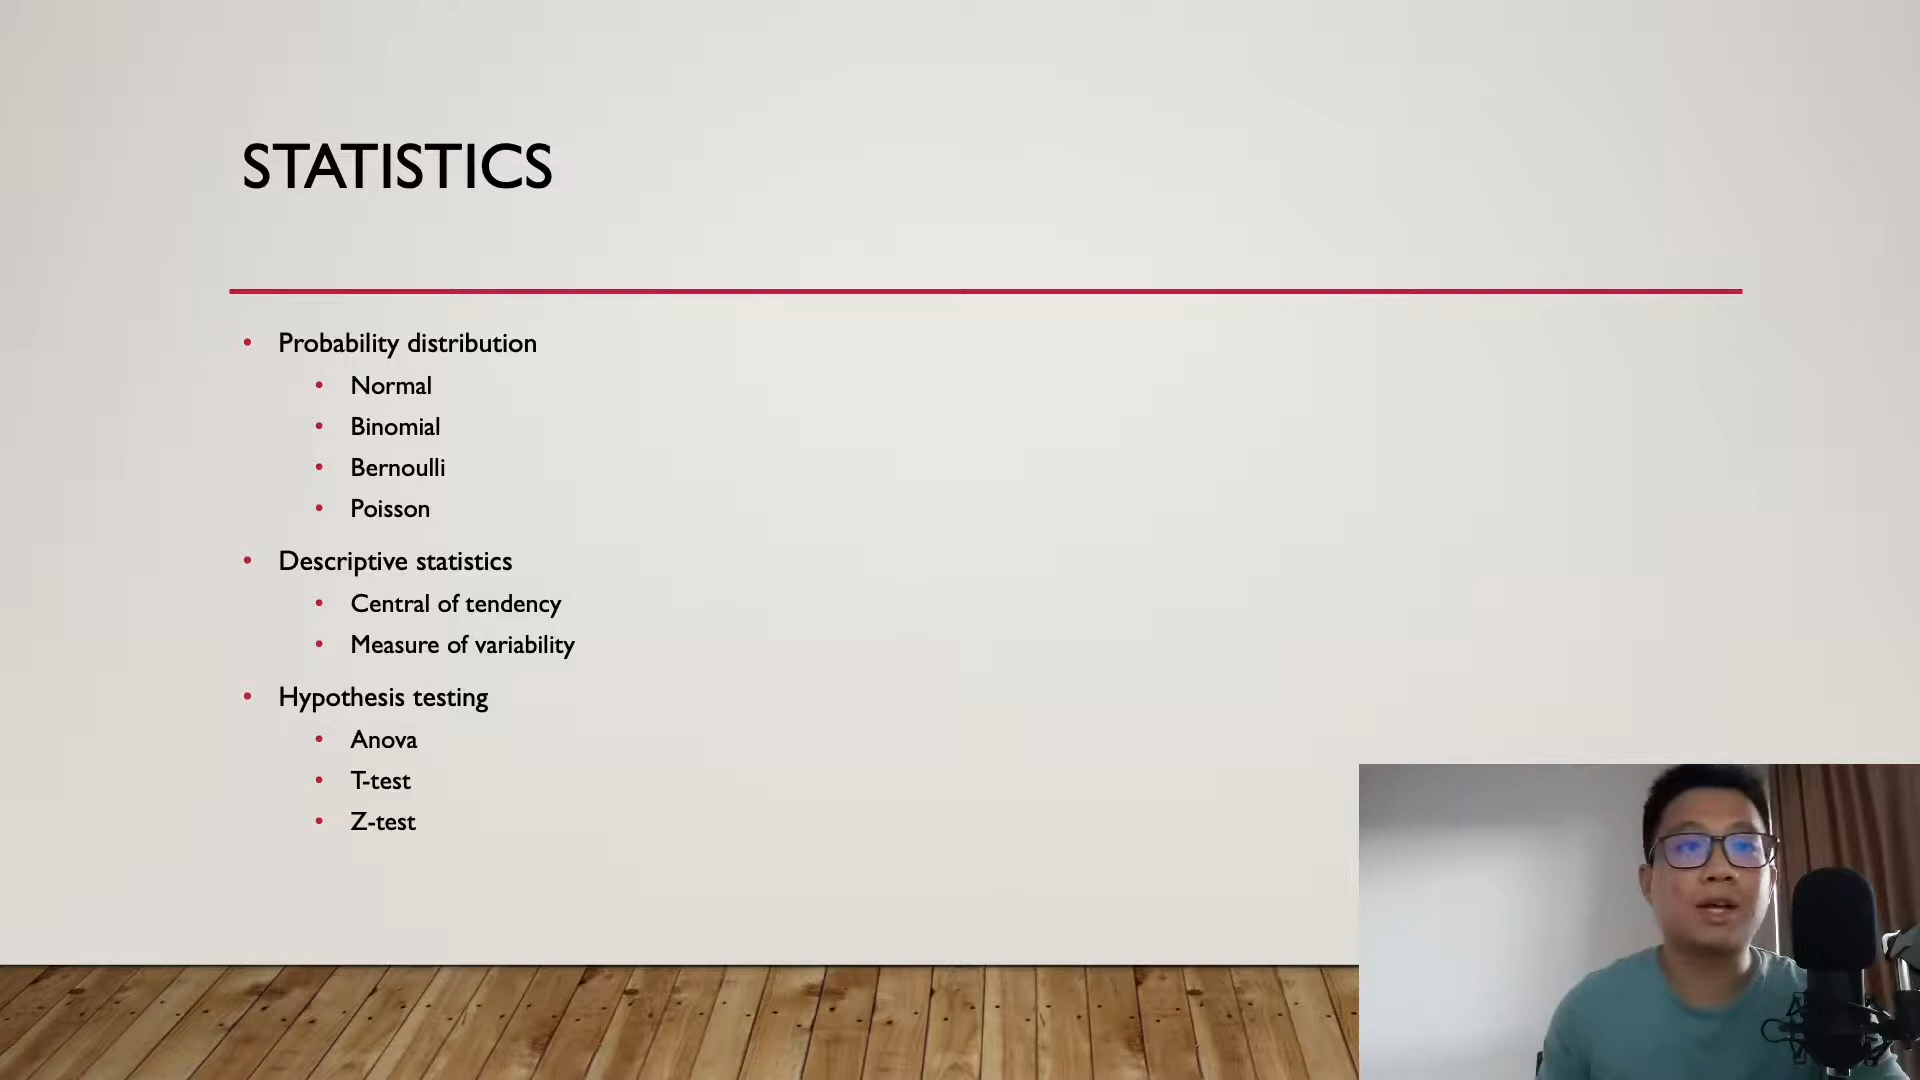 STATISTICS
• Probability distribution
• Normal
• Binomial
• Bernoulli
• Poisson
• Descriptive statistics
• Central of tendency
• Measure of variability
• Hypothesis testing
• Anova
• T-test
• Z-test